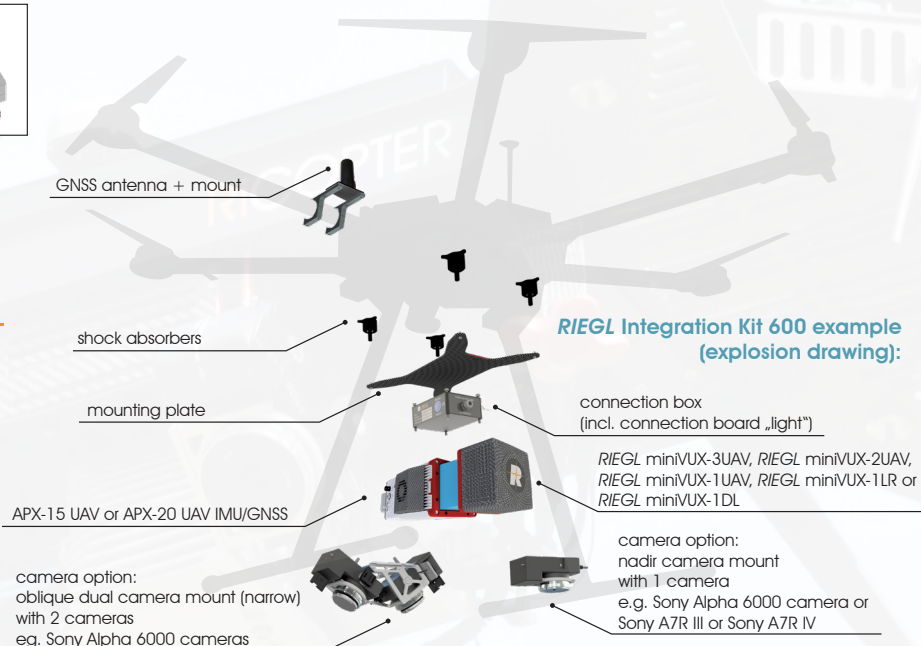 RICOPTER
GNSS antenna + mount
shock absorbers
RIEGL Integration Kit 600 example
(explosion drawing):
mounting plate
connection box
(incl. connection board „light“)
RIEGL miniVUX-3UAV, RIEGL miniVUX-2UAV,
RIEGL miniVUX-1UAV, RIEGL miniVUX-1LR or
RIEGL miniVUX-1DL
R
APX-15 UAV or APX-20 UAV IMU/GNSS
camera option:
oblique dual camera mount (narrow)
with 2 cameras
eg. Sony Alpha 6000 cameras
camera option:
nadir camera mount
with 1 camera
e.g. Sony Alpha 6000 camera or
Sony A7R III or Sony A7R IV